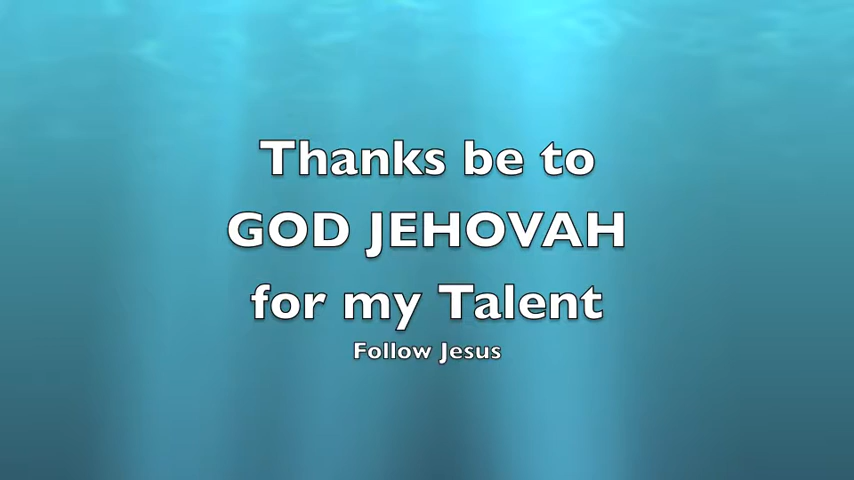 Thanks be to
GOD JEHOVAH
for my Talent
Follow Jesus